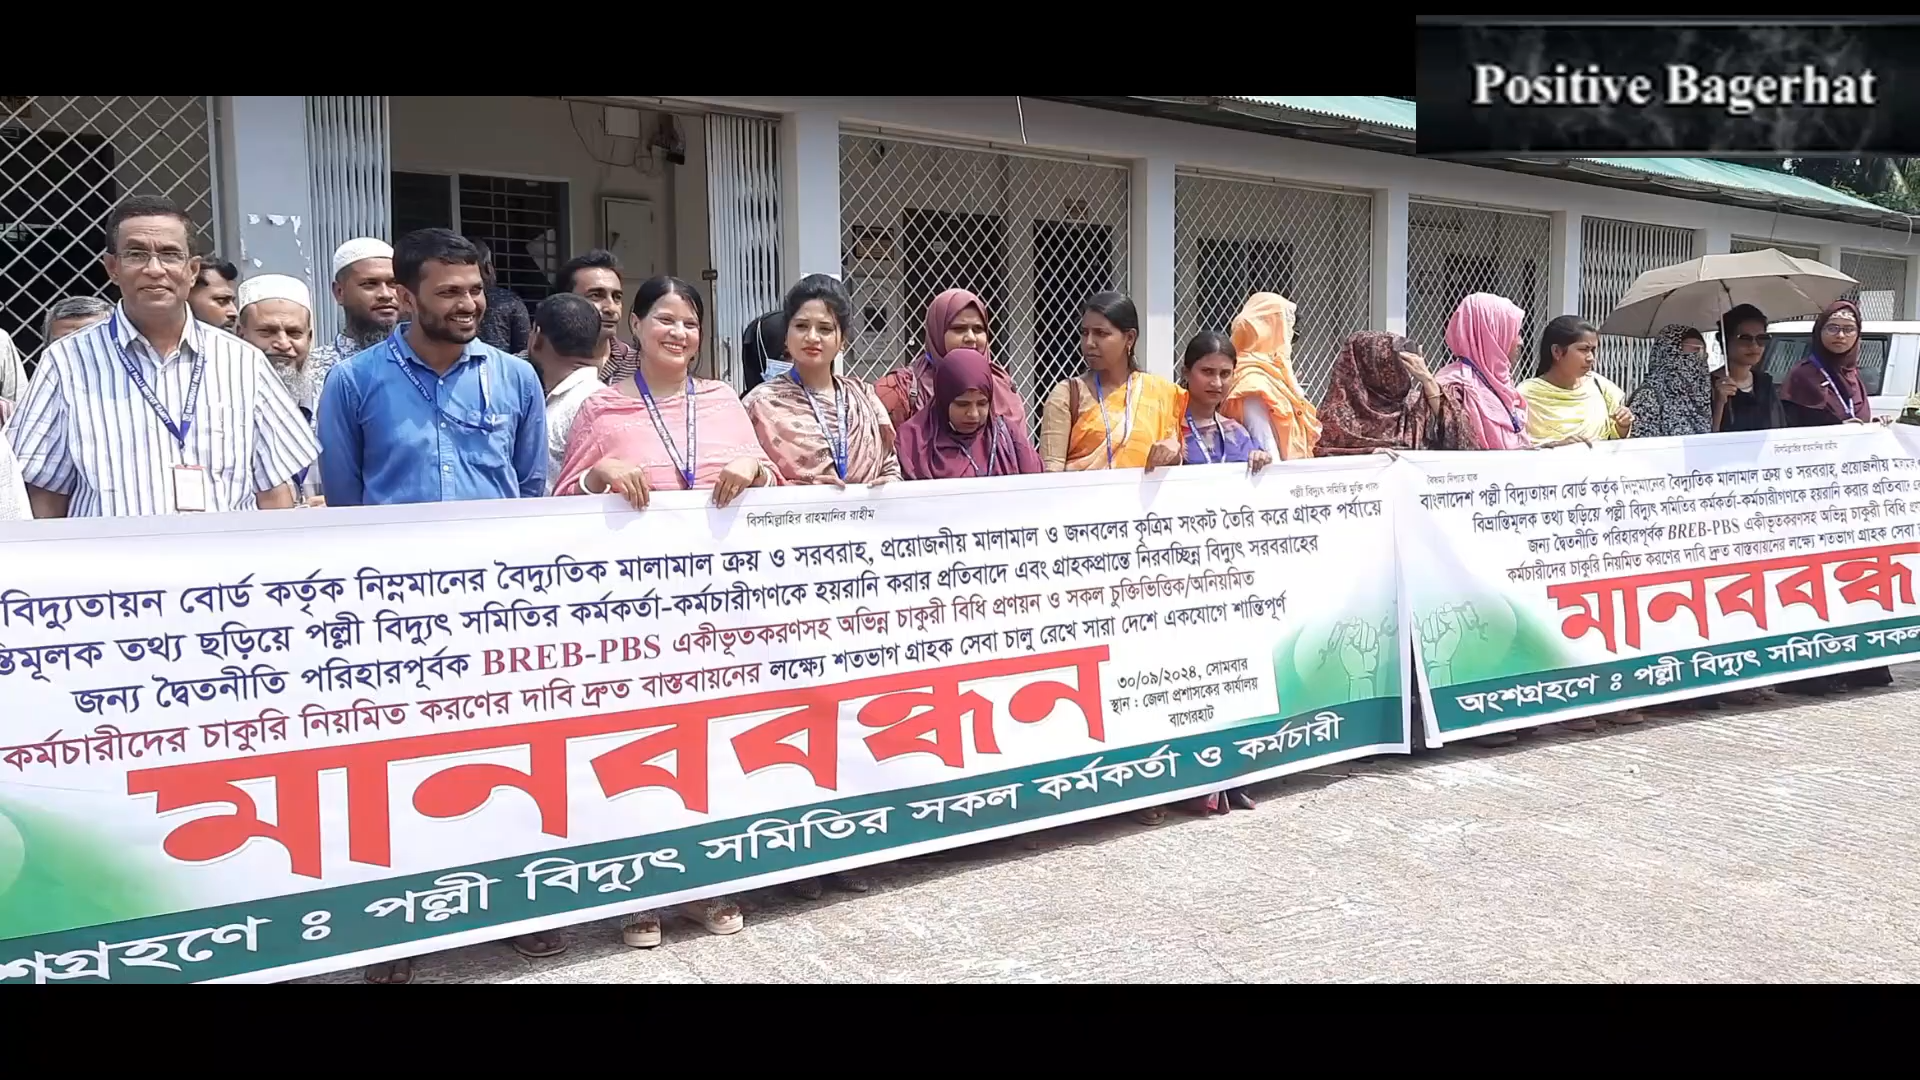 Positive Bagerhat
বিসমিল্লাহির রাহমানির রাহীম
পল্লী বিদ্যুৎ সমিতি মুক্তি পাক
বিদ্যুতায়ন বোর্ড কর্তৃক নিম্নমানের বৈদ্যুতিক মালামাল ক্রয় ও সরবরাহ, প্রয়োজনীয় মালামাল ও জনবলের কৃত্রিম সংকট তৈরি করে গ্রাহক পর্যায়ে
ন্তিমূলক তথ্য ছড়িয়ে পল্লী বিদ্যুৎ সমিতির কর্মকর্তা-কর্মচারীগণকে হয়রানি করার প্রতিবাদে এবং গ্রাহকপ্রান্তে নিরবচ্ছিন্ন বিদ্যুৎ সরবরাহের
জন্য দ্বৈতনীতি পরিহারপূর্বক BREB-PBS একীভূতকরণসহ অভিন্ন চাকুরী বিধি প্রণয়ন ও সকল চুক্তিভিত্তিক/অনিয়মিত
কর্মচারীদের চাকুরি নিয়মিত করণের দাবি দ্রুত বাস্তবায়নের লক্ষ্যে শতভাগ গ্রাহক সেবা চালু রেখে সারা দেশে একযোগে শান্তিপূর্ণ
মানববন্ধন
৩০/০৯/২০২৪, সোমবার
স্থান : জেলা প্রশাসকের কার্যালয়
বাগেরহাট
শগ্রহণে ঃ পল্লী বিদ্যুৎ সমিতির সকল কর্মকর্তা ও কর্মচারী
বৈষম্য নিপাত যাক
বাংলাদেশ পল্লী বিদ্যুতায়ন বোর্ড কর্তৃক নিম্নমানের বৈদ্যুতিক মালামাল ক্রয় ও সরবরাহ, প্রয়োজনীয়
বিভ্রান্তিমূলক তথ্য ছড়িয়ে পল্লী বিদ্যুৎ সমিতির কর্মকর্তা-কর্মচারীগণকে হয়রানি করার প্রতিবাদে
জন্য দ্বৈতনীতি পরিহারপূর্বক BREB-PBS একীভূতকরণসহ অভিন্ন চাকুরী বিধি
কর্মচারীদের চাকুরি নিয়মিত করণের দাবি দ্রুত বাস্তবায়নের লক্ষ্যে শতভাগ গ্রাহক সেবা
মানববন্ধ
অংশগ্রহণে ঃ পল্লী বিদ্যুৎ সমিতির সকল